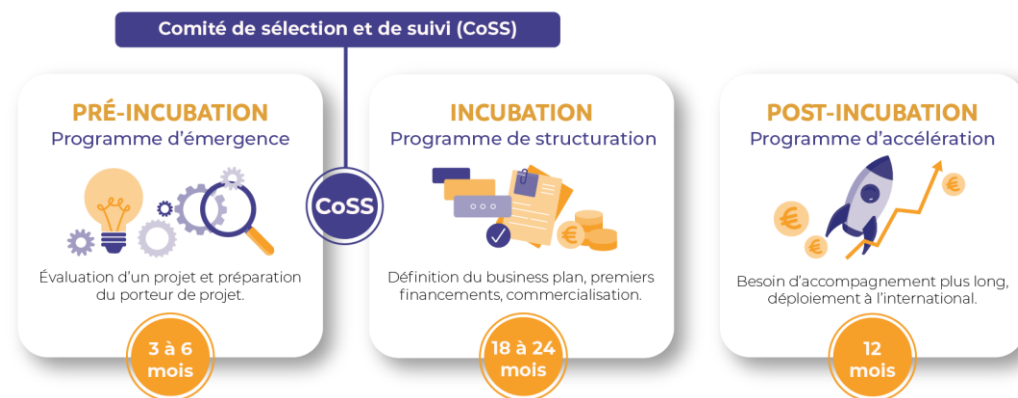 Comité de sélection et de suivi (CoSS)
PRÉ-INCUBATION
Programme d'émergence
Évaluation d'un projet et préparation
du porteur de projet.
3 à 6
mois
CoSS
INCUBATION
Programme de structuration
€
Définition du business plan, premiers
financements, commercialisation.
18 à 24
mois
POST-INCUBATION
Programme d'accélération
€
€
€
Besoin d'accompagnement plus long,
déploiement à l'international.
12
mois